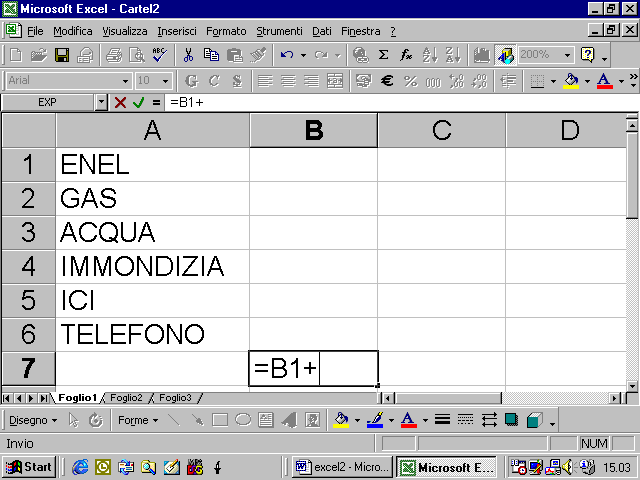 Microsoft Excel - Cartel2
File Modifica Visualizza Inserisci Formato Strumenti Dati Finestra ?
200%
Arial 10 G C S € % 000
EXP =B1+
A B C D
1 ENEL
2 GAS
3 ACQUA
4 IMMONDIZIA
5 ICI
6 TELEFONO
7 =B1+
Foglio1 Foglio2 Foglio3
Disegno Forme
Invio NUM
Start excel2 - Micro... Microsoft E... 15.03